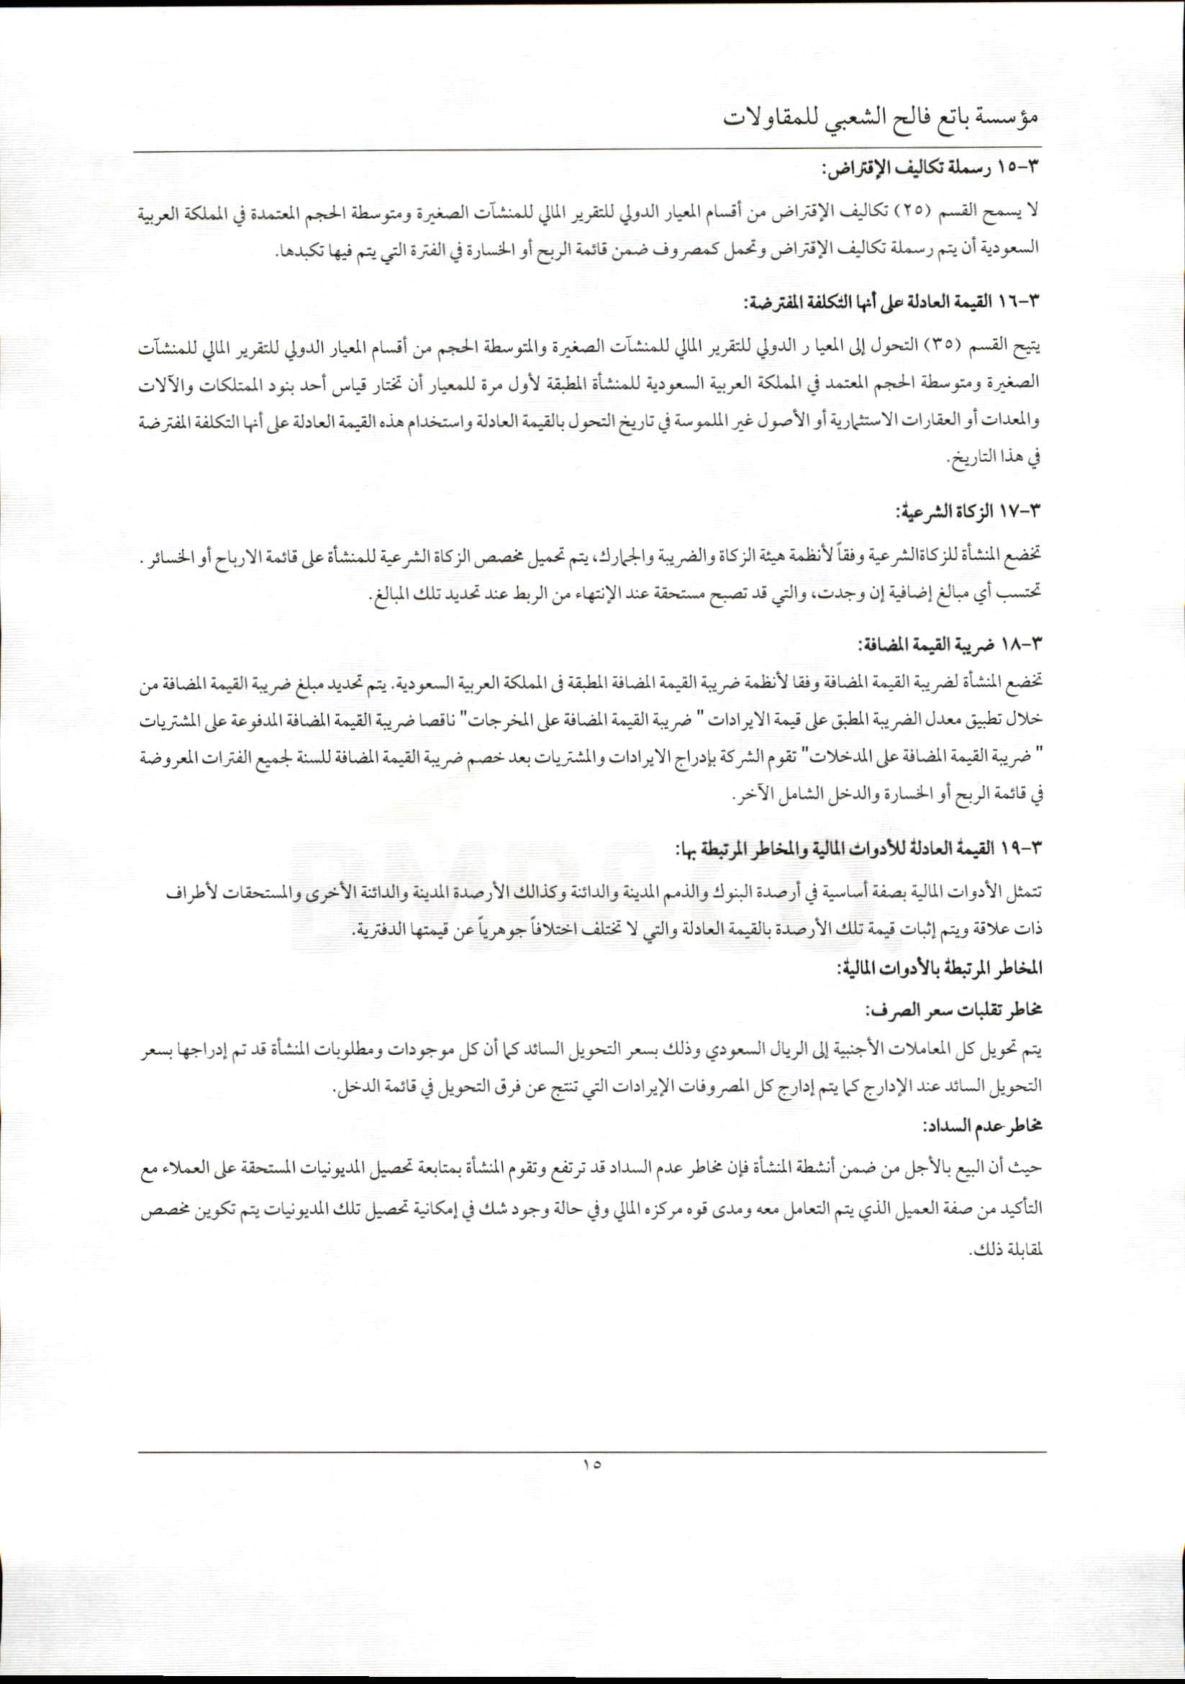 مؤسسة باتع فالح الشعبي للمقاولات
٣-١٥ رسملة تكاليف الإقتراض:
لا يسمح القسم (٢٥) تكاليف الإقتراض من أقسام المعيار الدولي للتقرير المالي للمنشآت الصغيرة ومتوسطة الحجم المعتمدة في المملكة العربية
السعودية أن يتم رسملة تكاليف الإقتراض وتحمل كمصروف ضمن قائمة الربح أو الخسارة في الفترة التي يتم فيها تكبدها.
٣-١٦ القيمة العادلة على أنها التكلفة المفترضة:
يتيح القسم (٣٥) التحول إلى المعيا ر الدولي للتقرير المالي للمنشآت الصغيرة والمتوسطة الحجم من أقسام المعيار الدولي للتقرير المالي للمنشآت
الصغيرة ومتوسطة الحجم المعتمد في المملكة العربية السعودية للمنشأة المطبقة لأول مرة للمعيار أن تختار قياس أحد بنود الممتلكات والآلات
والمعدات أو العقارات الاستثمارية أو الأصول غير الملموسة في تاريخ التحول بالقيمة العادلة واستخدام هذه القيمة العادلة على أنها التكلفة المفترضة
في هذا التاريخ.
٣-١٧ الزكاة الشرعية:
تخضع المنشأة للزكاةالشرعية وفقاً لأنظمة هيئة الزكاة والضريبة والجمارك، يتم تحميل مخصص الزكاة الشرعية للمنشأة على قائمة الارباح أو الخسائر .
تحتسب أي مبالغ إضافية إن وجدت، والتي قد تصبح مستحقة عند الإنتهاء من الربط عند تحديد تلك المبالغ.
٣-١٨ ضريبة القيمة المضافة:
تخضع المنشأة لضريبة القيمة المضافة وفقا لأنظمة ضريبة القيمة المضافة المطبقة فى المملكة العربية السعودية. يتم تحديد مبلغ ضريبة القيمة المضافة من
خلال تطبيق معدل الضريبة المطبق على قيمة الايرادات " ضريبة القيمة المضافة على المخرجات" ناقصا ضريبة القيمة المضافة المدفوعة على المشتريات
" ضريبة القيمة المضافة على المدخلات" تقوم الشركة بإدراج الايرادات والمشتريات بعد خصم ضريبة القيمة المضافة للسنة لجميع الفترات المعروضة
في قائمة الربح أو الخسارة والدخل الشامل الآخر.
٣-١٩ القيمة العادلة للأدوات المالية والمخاطر المرتبطة بها:
تتمثل الأدوات المالية بصفة أساسية في أرصدة البنوك والذمم المدينة والدائنة وكذالك الأرصدة المدينة والدائنة الأخرى والمستحقات لأطراف
ذات علاقة ويتم إثبات قيمة تلك الأرصدة بالقيمة العادلة والتي لا تختلف اختلافاً جوهرياً عن قيمتها الدفترية.
المخاطر المرتبطة بالأدوات المالية:
مخاطر تقلبات سعر الصرف:
يتم تحويل كل المعاملات الأجنبية إلى الريال السعودي وذلك بسعر التحويل السائد كما أن كل موجودات ومطلوبات المنشأة قد تم إدراجها بسعر
التحويل السائد عند الإدارج كما يتم إدارج كل المصروفات الإيرادات التي تنتج عن فرق التحويل في قائمة الدخل.
مخاطر عدم السداد:
حيث أن البيع بالأجل من ضمن أنشطة المنشأة فإن مخاطر عدم السداد قد ترتفع وتقوم المنشأة بمتابعة تحصيل المديونيات المستحقة على العملاء مع
التأكيد من صفة العميل الذي يتم التعامل معه ومدى قوه مركزه المالي وفي حالة وجود شك في إمكانية تحصيل تلك المديونيات يتم تكوين مخصص
لمقابلة ذلك.
١٥